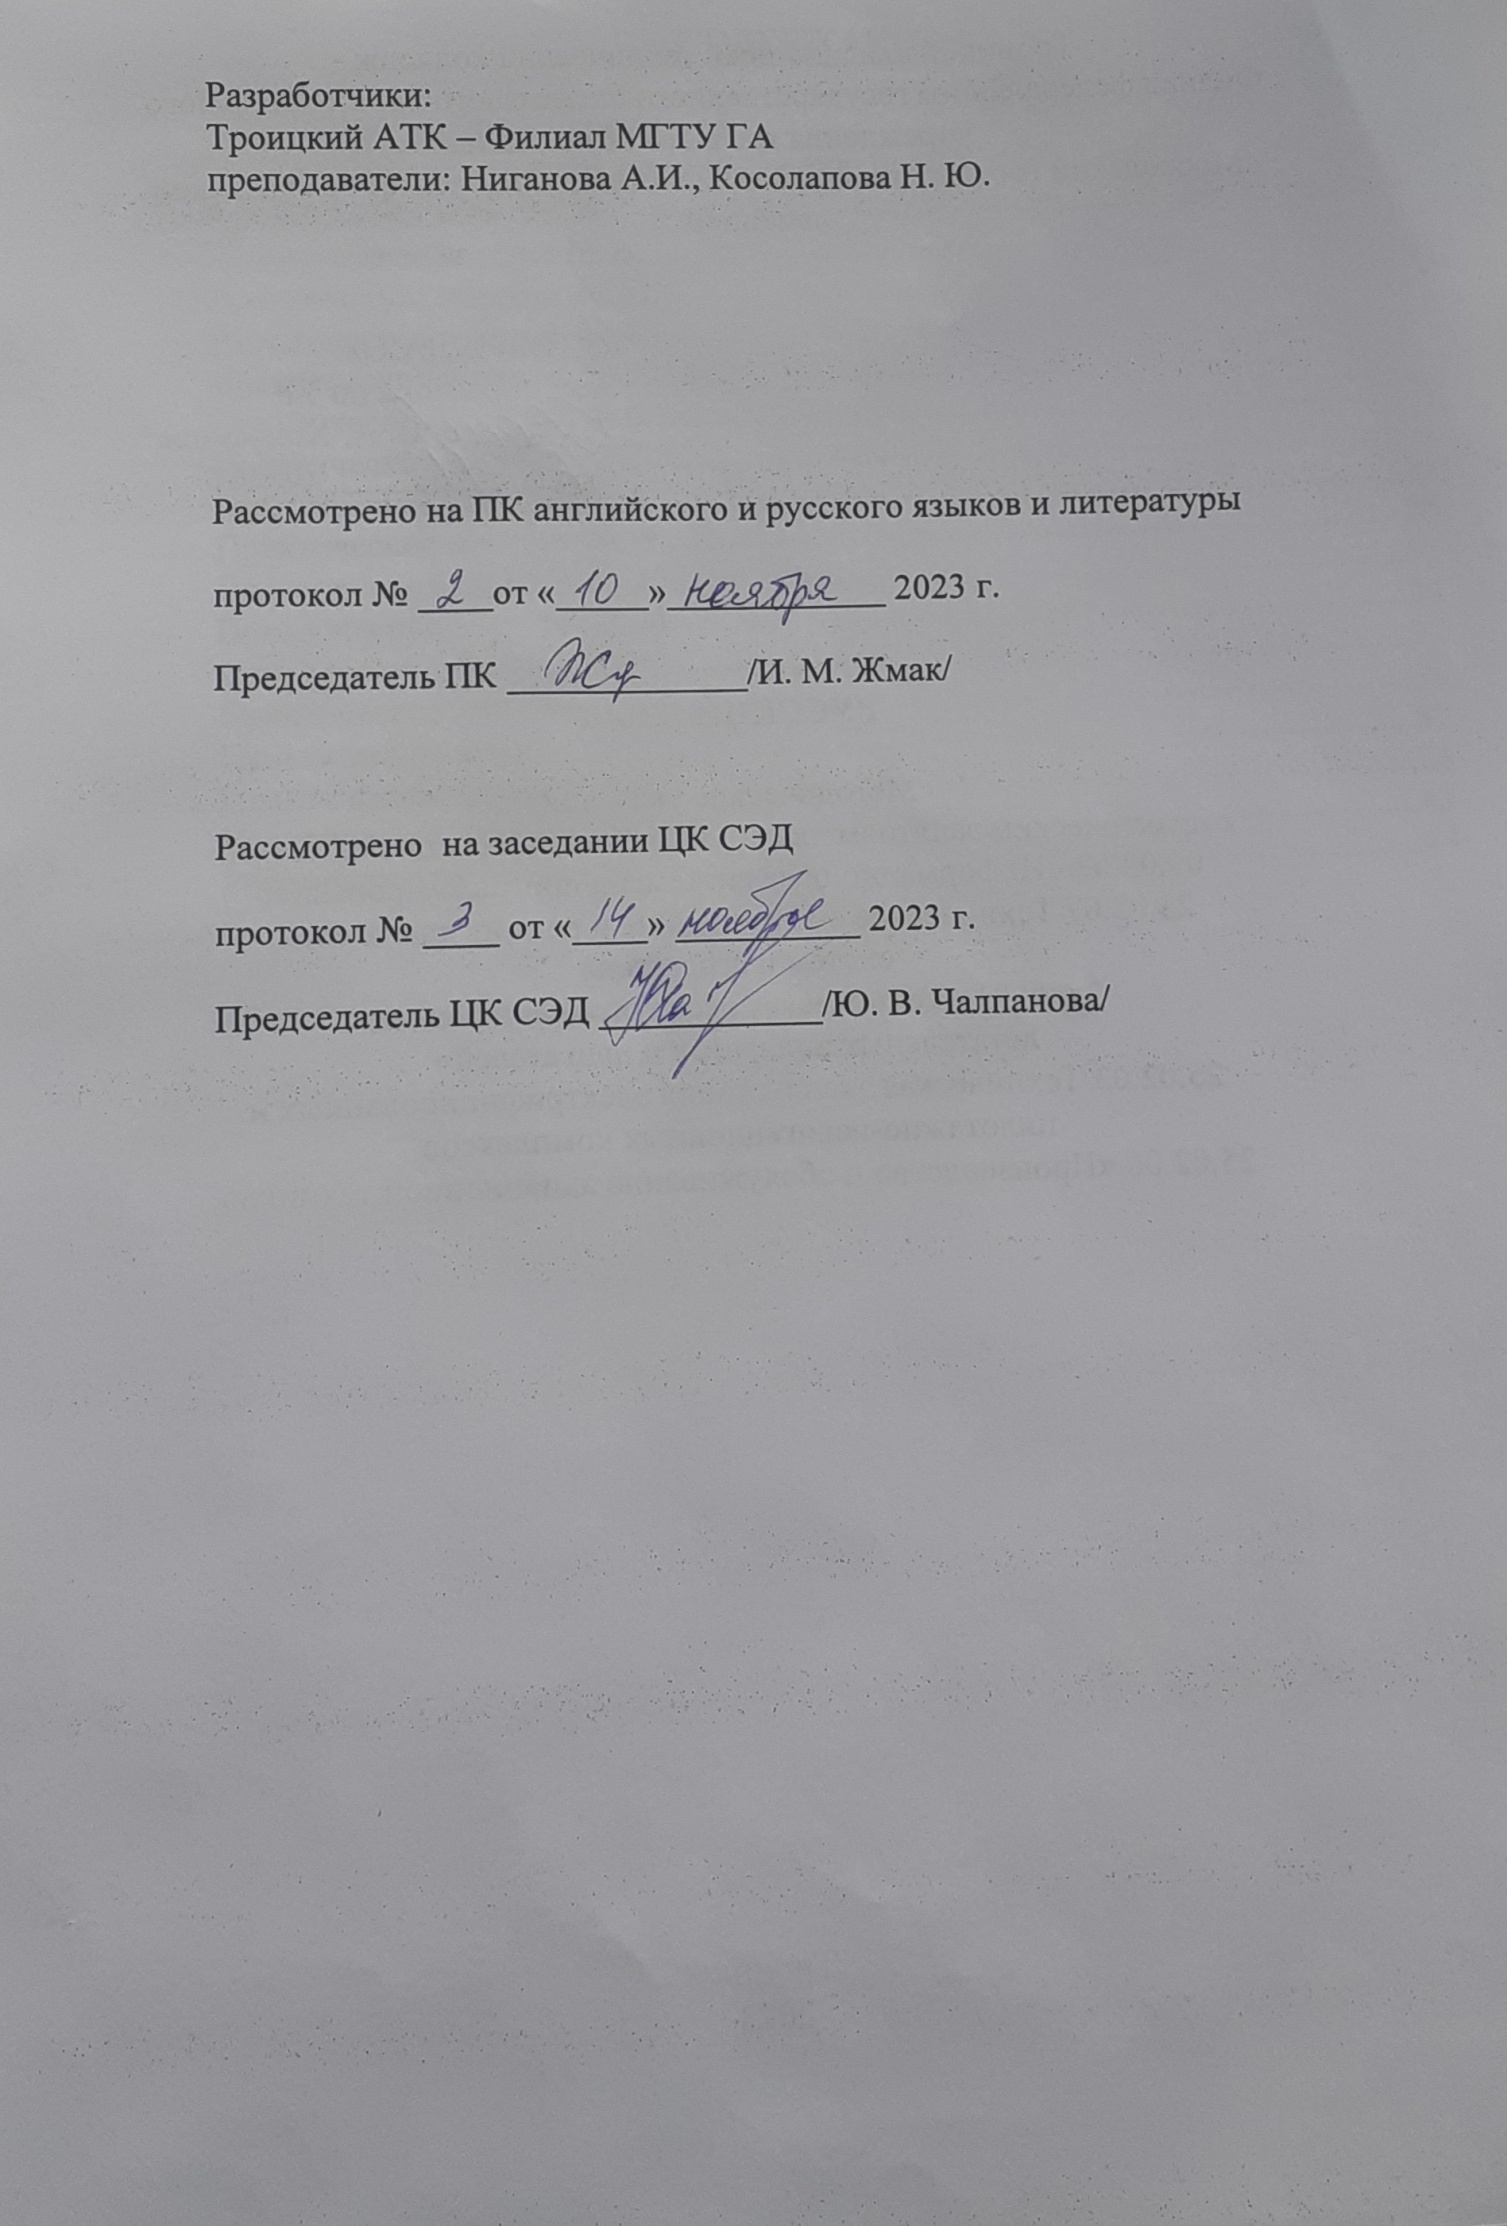 Разработчики:
Троицкий АТК – Филиал МГТУ ГА
преподаватели: Ниганова А.И., Косолапова Н. Ю.
Рассмотрено на ПК английского и русского языков и литературы
протокол № 2 от «10» ноября 2023 г.
Председатель ПК /И. М. Жмак/
Рассмотрено на заседании ЦК СЭД
протокол № 3 от «14» ноября 2023 г.
Председатель ЦК СЭД /Ю. В. Чалпанова/